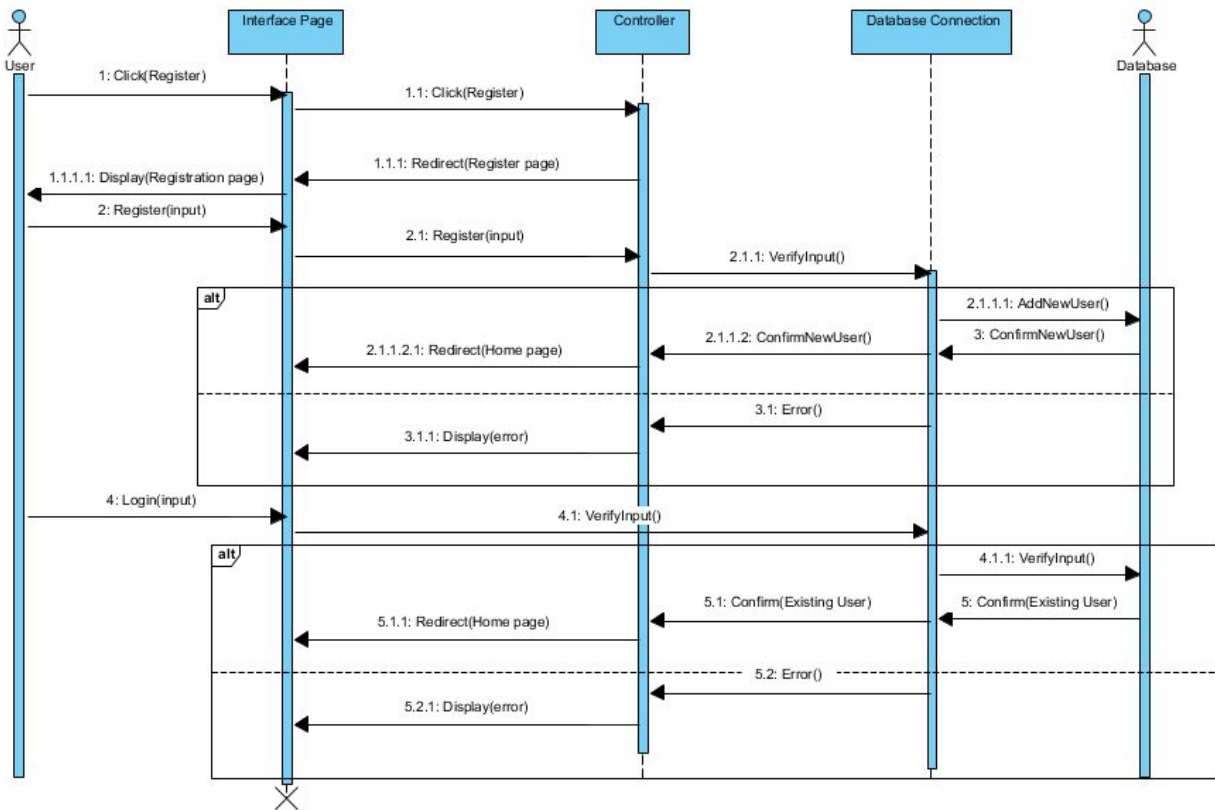 Interface Page
Controller
Database Connection
User
Database
1: Click(Register)
1.1: Click(Register)
1.1.1: Redirect(Register page)
1.1.1.1: Display(Registration page)
2: Register(input)
2.1: Register(input)
2.1.1: VerifyInput()
alt
2.1.1.1: AddNewUser()
3: ConfirmNewUser()
2.1.1.2: ConfirmNewUser()
2.1.1.2.1: Redirect(Home page)
3.1: Error()
3.1.1: Display(error)
4: Login(input)
4.1: VerifyInput()
alt
4.1.1: VerifyInput()
5: Confirm(Existing User)
5.1: Confirm(Existing User)
5.1.1: Redirect(Home page)
5.2: Error()
5.2.1: Display(error)